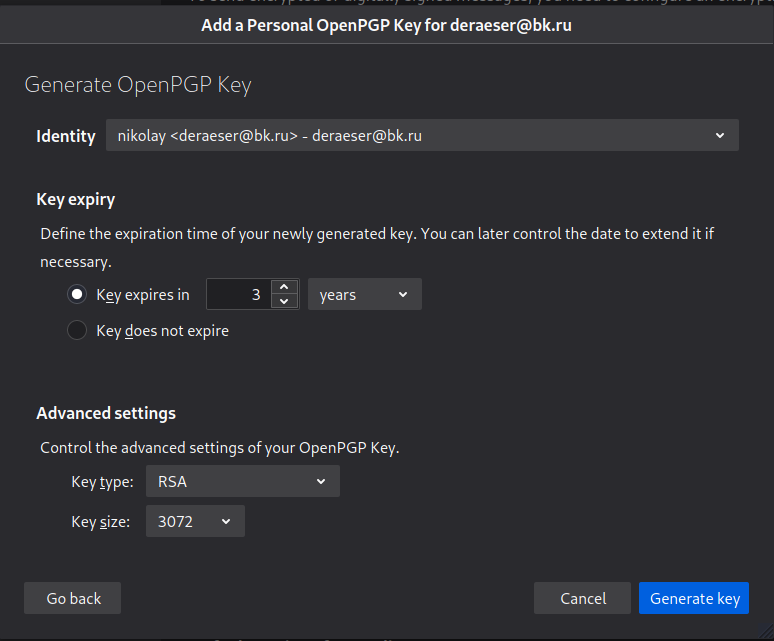 Add a Personal OpenPGP Key for deraeser@bk.ru
Generate OpenPGP Key
Identity nikolay <deraeser@bk.ru> - deraeser@bk.ru
Key expiry
Define the expiration time of your newly generated key. You can later control the date to extend it if
necessary.
Key expires in 3 years
Key does not expire
Advanced settings
Control the advanced settings of your OpenPGP Key.
Key type: RSA
Key size: 3072
Go back Cancel Generate key